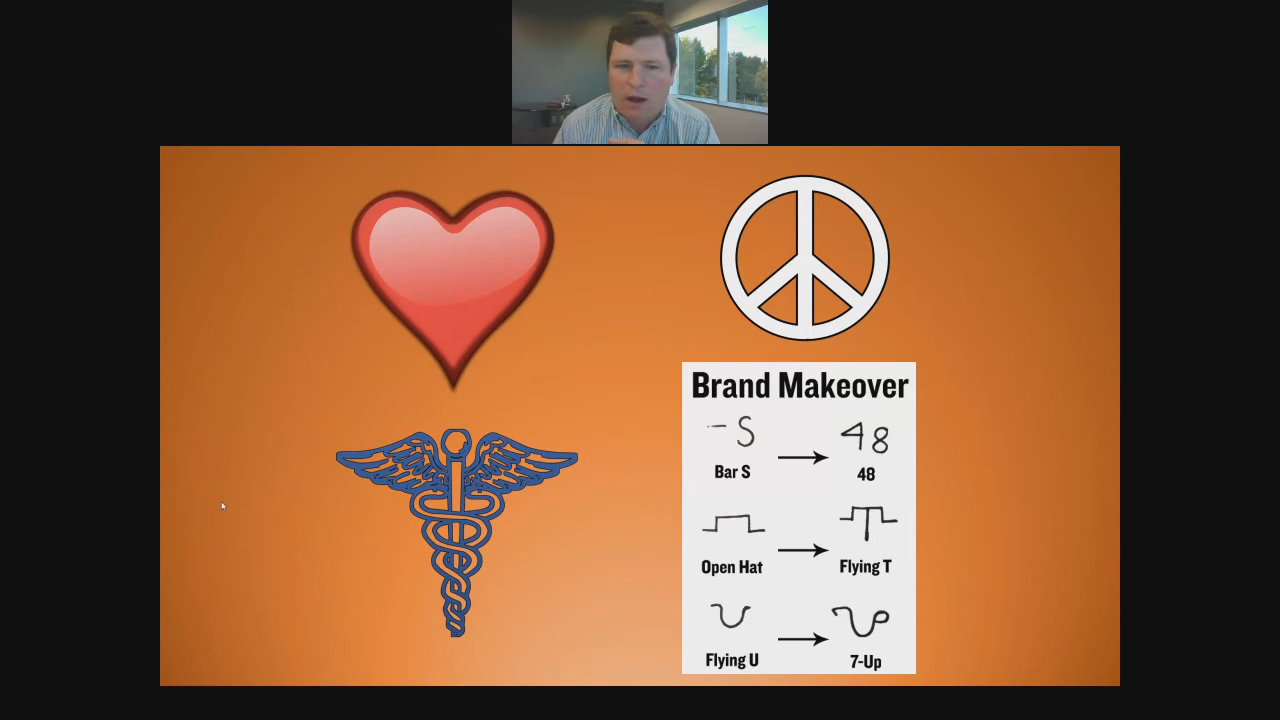 Brand Makeover
-S 48
Bar S 48
Open Hat Flying T
Flying U 7-Up